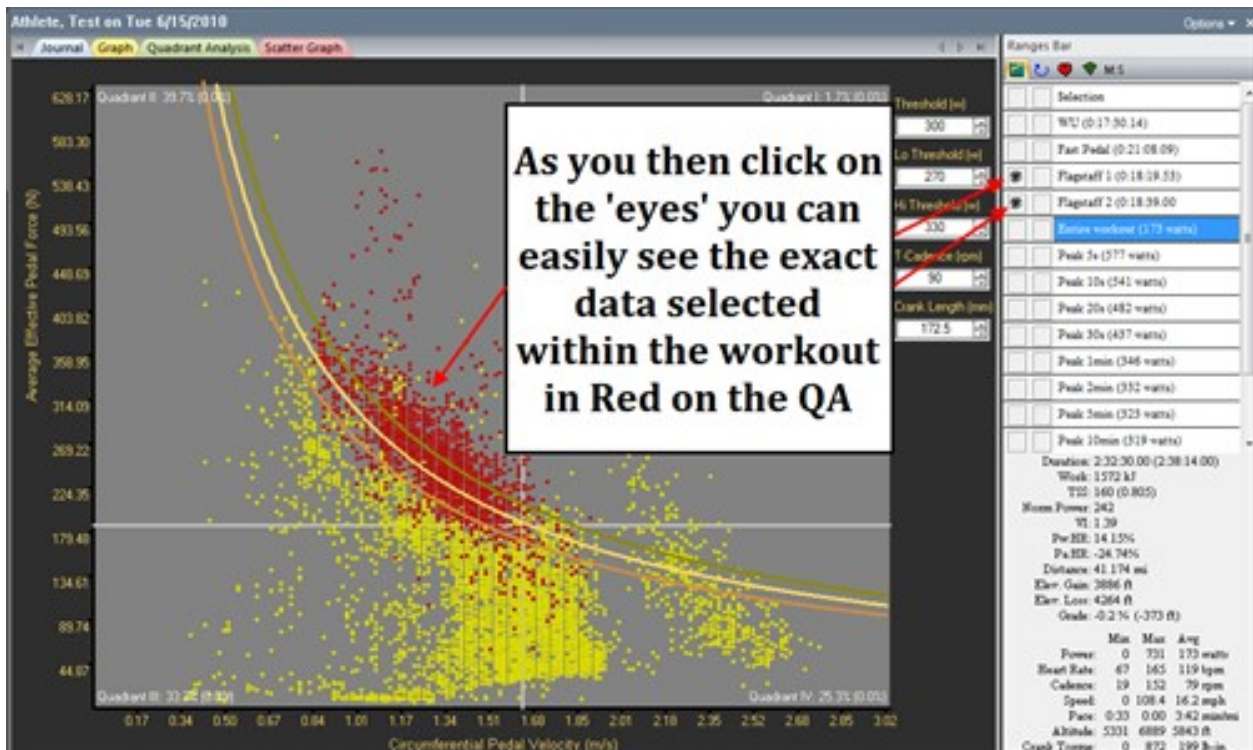 Athlete, Test on Tue 6/15/2010
Options
Journal Graph Quadrant Analysis Scatter Graph
Ranges Bar
M:S
Quadrant II: 39.7% (0.0%)
Quadrant I: 1.7% (0.0%)
Average Effective Pedal Force (N)
628.17
583.30
538.43
493.56
448.69
403.82
358.95
314.09
269.22
224.35
179.48
134.61
89.74
44.87
As you then click on
the 'eyes' you can
easily see the exact
data selected
within the workout
in Red on the QA
Threshold (w)
300
Lo Threshold (w)
270
Hi Threshold (w)
330
T Cadence (rpm)
90
Crank Length (mm)
172.5
Quadrant IV: 25.3% (0.0%)
0.17 0.34 0.50 0.67 0.84 1.01 1.17 1.34 1.51 1.68 1.85 2.01 2.18 2.35 2.52 2.68 2.85 3.02
Circumferential Pedal Velocity (m/s)
Selection
WU (0:17:30.14)
Fast Pedal (0:21:08.09)
Flagstaff 1 (0:18:19.53)
Flagstaff 2 (0:18:39.00
Entire workout (173 watts)
Peak 5s (577 watts)
Peak 10s (541 watts)
Peak 20s (482 watts)
Peak 30s (437 watts)
Peak 1min (346 watts)
Peak 2min (332 watts)
Peak 5min (323 watts)
Peak 10min (319 watts)
Duration: 2:32:30.00 (2:38:14.00)
Work: 1572 kJ
TSS: 160 (0.805)
Norm Power: 242
VI: 1.39
Pw:HR: 14.15%
Pa:HR: -24.74%
Distance: 41.174 mi
Elev. Gain: 3886 ft
Elev. Loss: 4264 ft
Grade: -0.2 % (-373 ft)
Min Max Avg
Power: 0 731 173 watts
Heart Rate: 67 165 119 bpm
Cadence: 19 152 79 rpm
Speed: 0 108.4 16.2 mph
Pace: 0:33 0:00 3:42 min/mi
Altitude: 5331 6889 5843 ft
Crank Torque: 0 872 199 lb-in